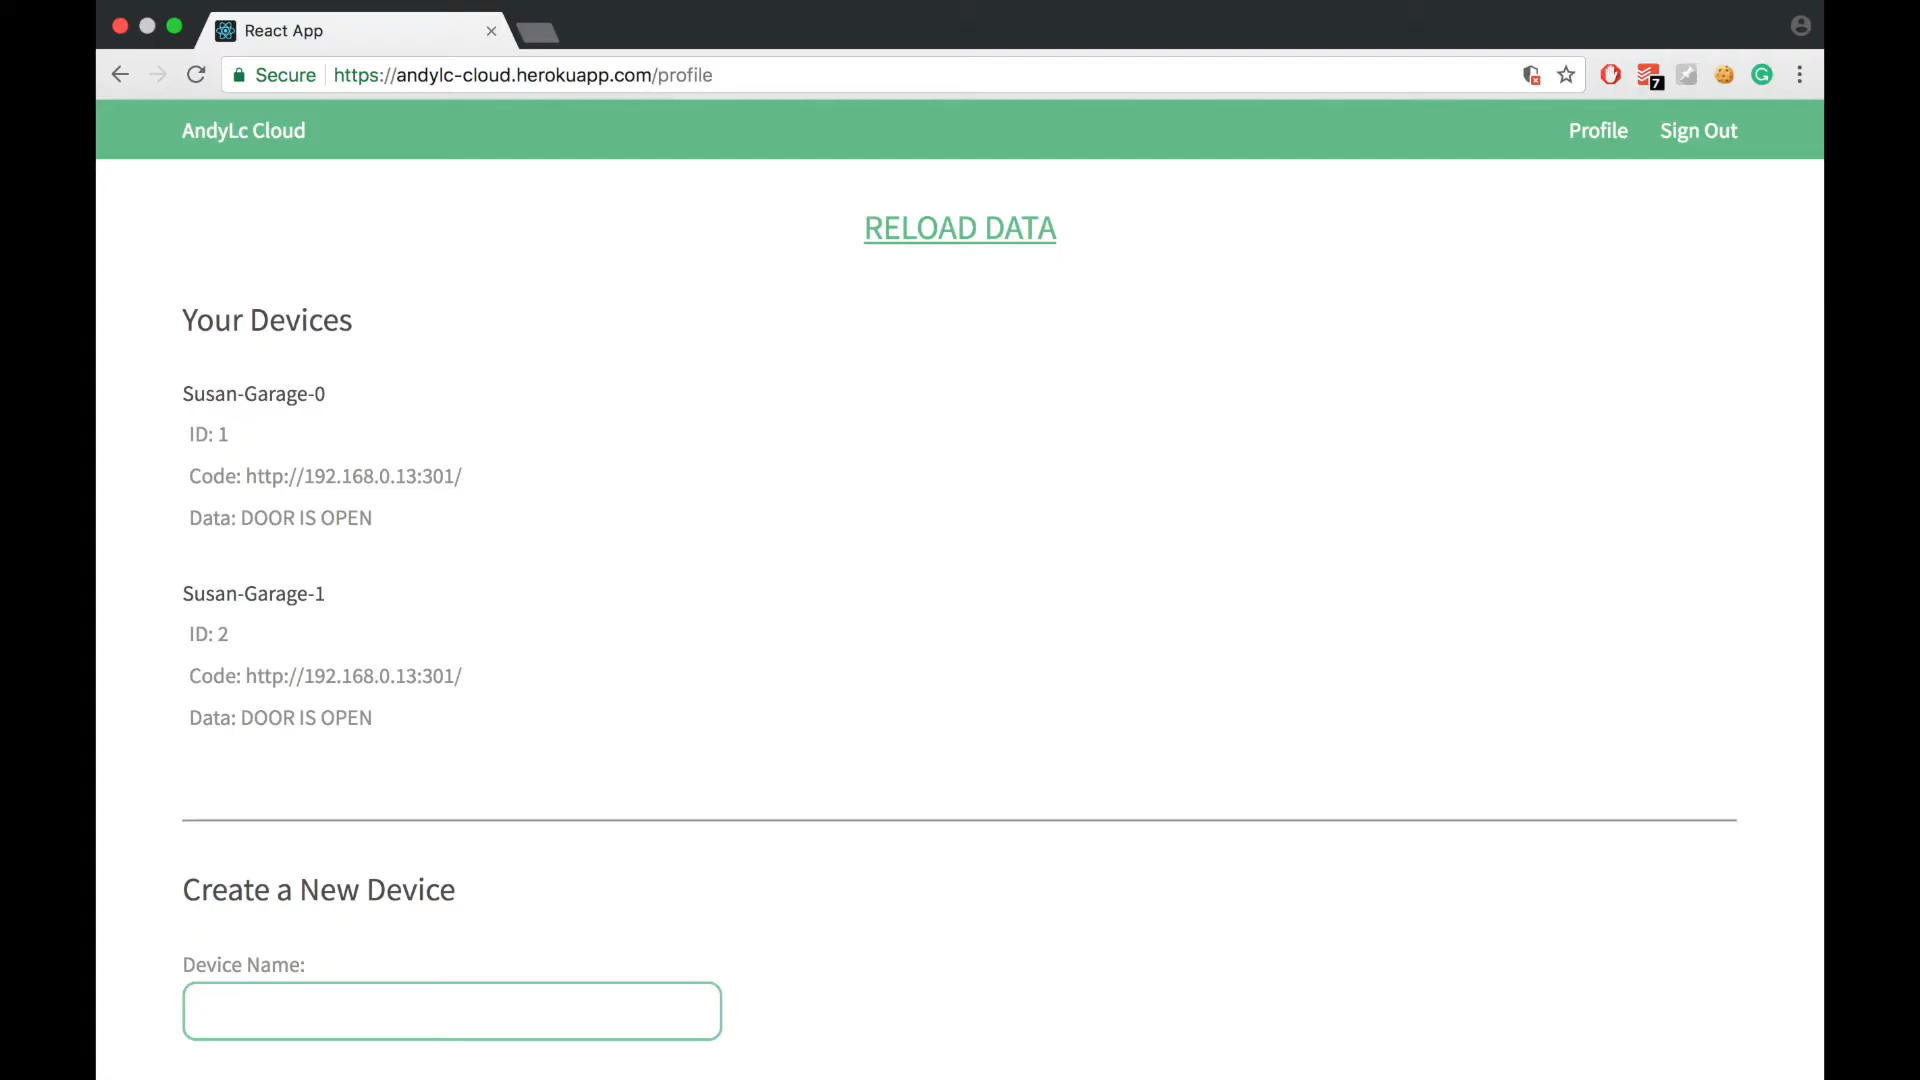 React App
Secure https://andylc-cloud.herokuapp.com/profile
7
AndyLc Cloud
Profile
Sign Out
RELOAD DATA
Your Devices
Susan-Garage-0
ID: 1
Code: http://192.168.0.13:301/
Data: DOOR IS OPEN
Susan-Garage-1
ID: 2
Code: http://192.168.0.13:301/
Data: DOOR IS OPEN
Create a New Device
Device Name: